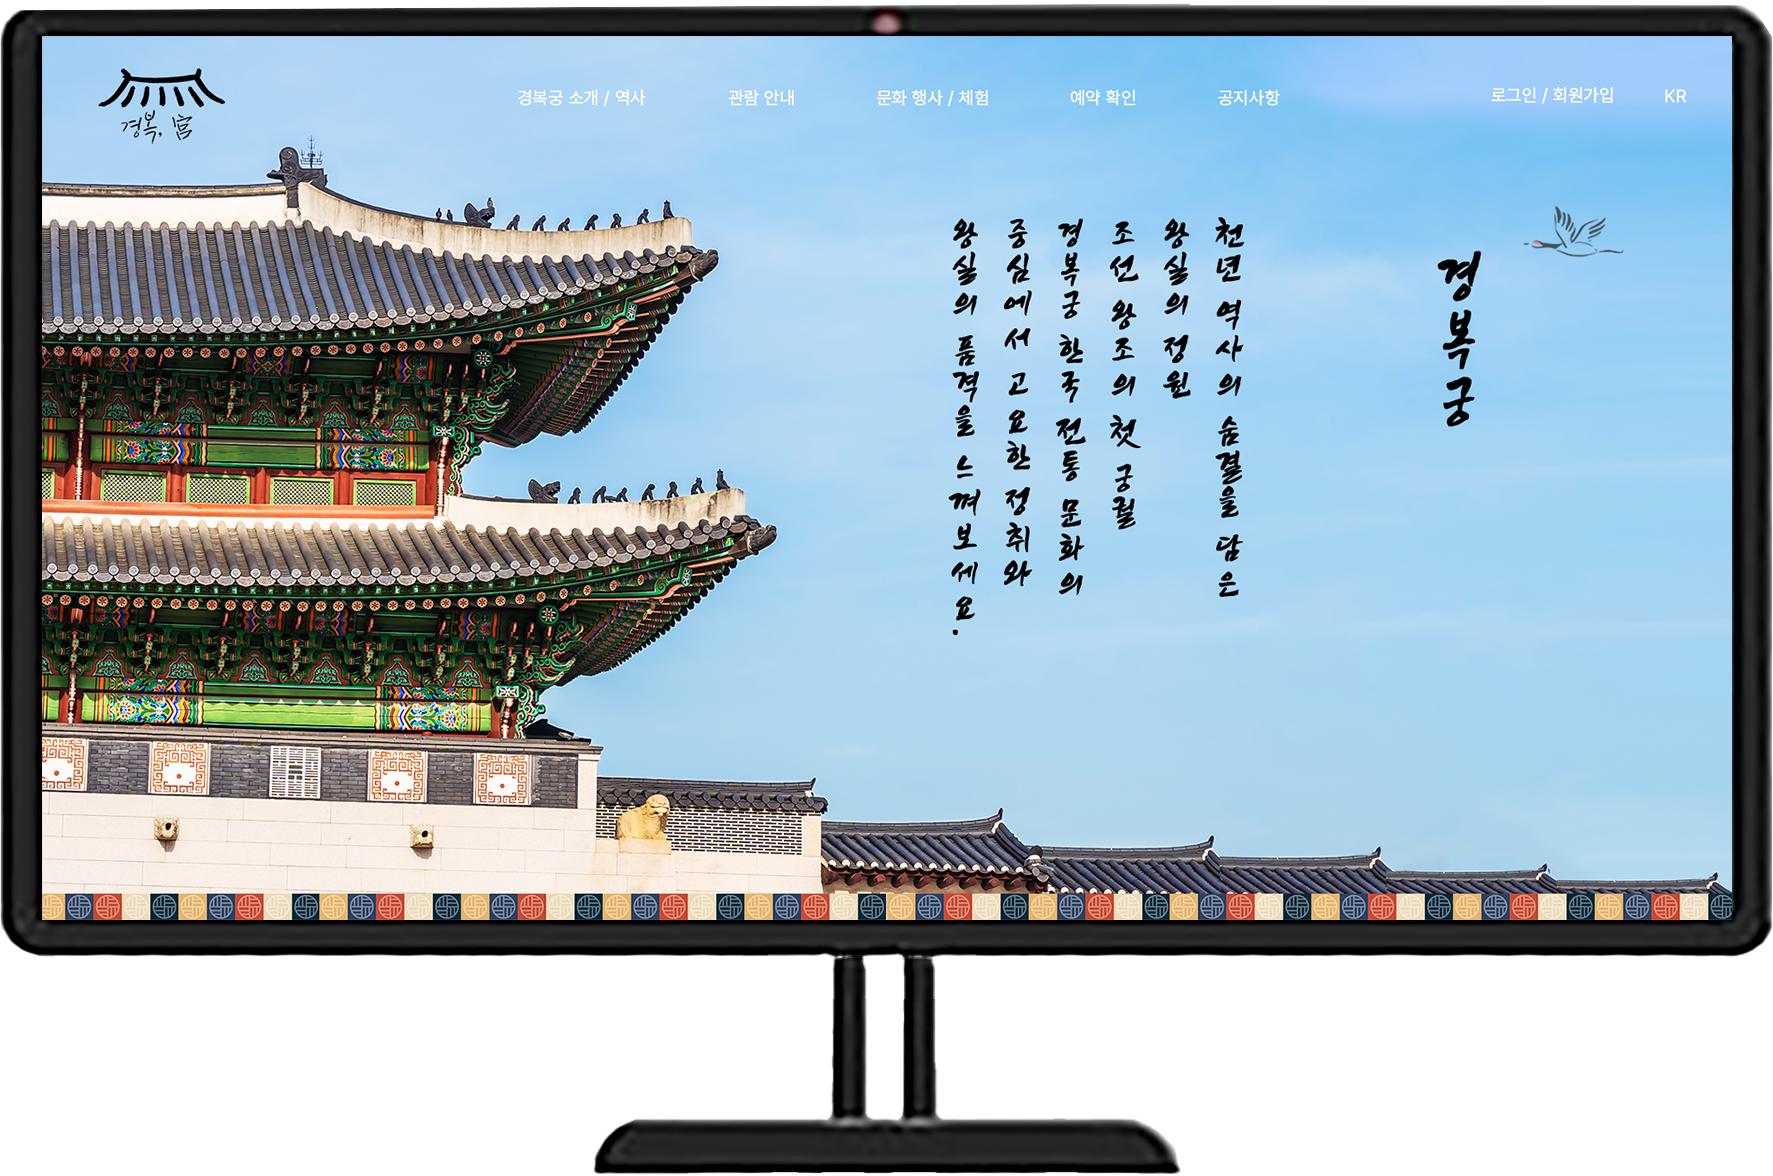 경복, 宮
경복궁 소개 / 역사
관람 안내
문화 행사 / 체험
예약 확인
공지사항
로그인 / 회원가입
KR
경복궁
천년 역사의 숨결을 담은
왕실의 정원
조선 왕조의 첫 궁궐
경복궁 한국 전통 문화의
중심에서 고요한 정취와
왕실의 품격을 느껴보세요.